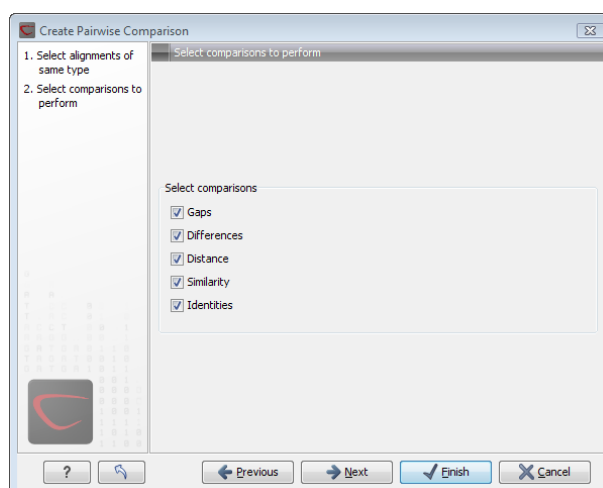 Create Pairwise Comparison
1. Select alignments of
same type
2. Select comparisons to
perform
Select comparisons to perform
Select comparisons
Gaps
Differences
Distance
Similarity
Identities
?
Previous
Next
Finish
Cancel